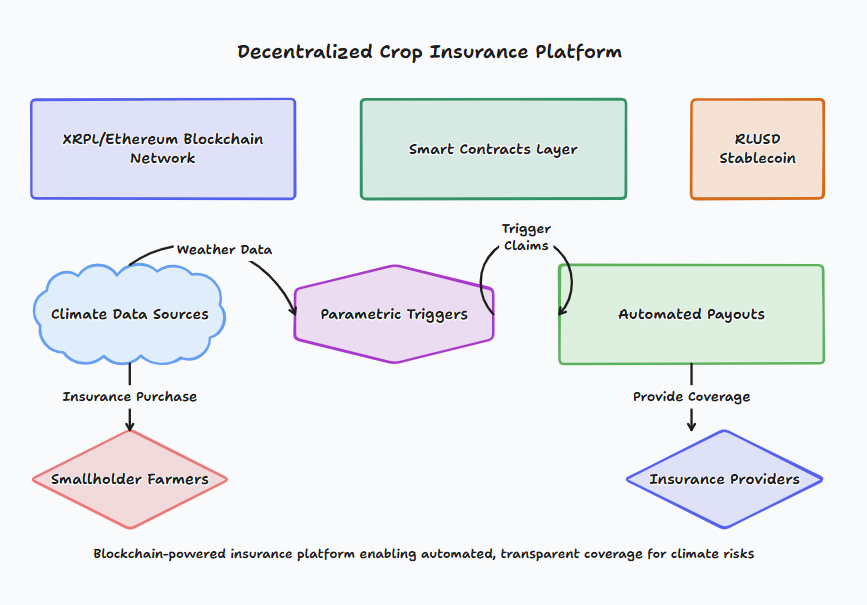 Decentralized Crop Insurance Platform
XRPL/Ethereum Blockchain
Network
Smart Contracts Layer
RLUSD
Stablecoin
Trigger
Claims
Weather Data
Climate Data Sources
Parametric Triggers
Automated Payouts
Insurance Purchase
Provide Coverage
Smallholder Farmers
Insurance Providers
Blockchain-powered insurance platform enabling automated, transparent coverage for climate risks